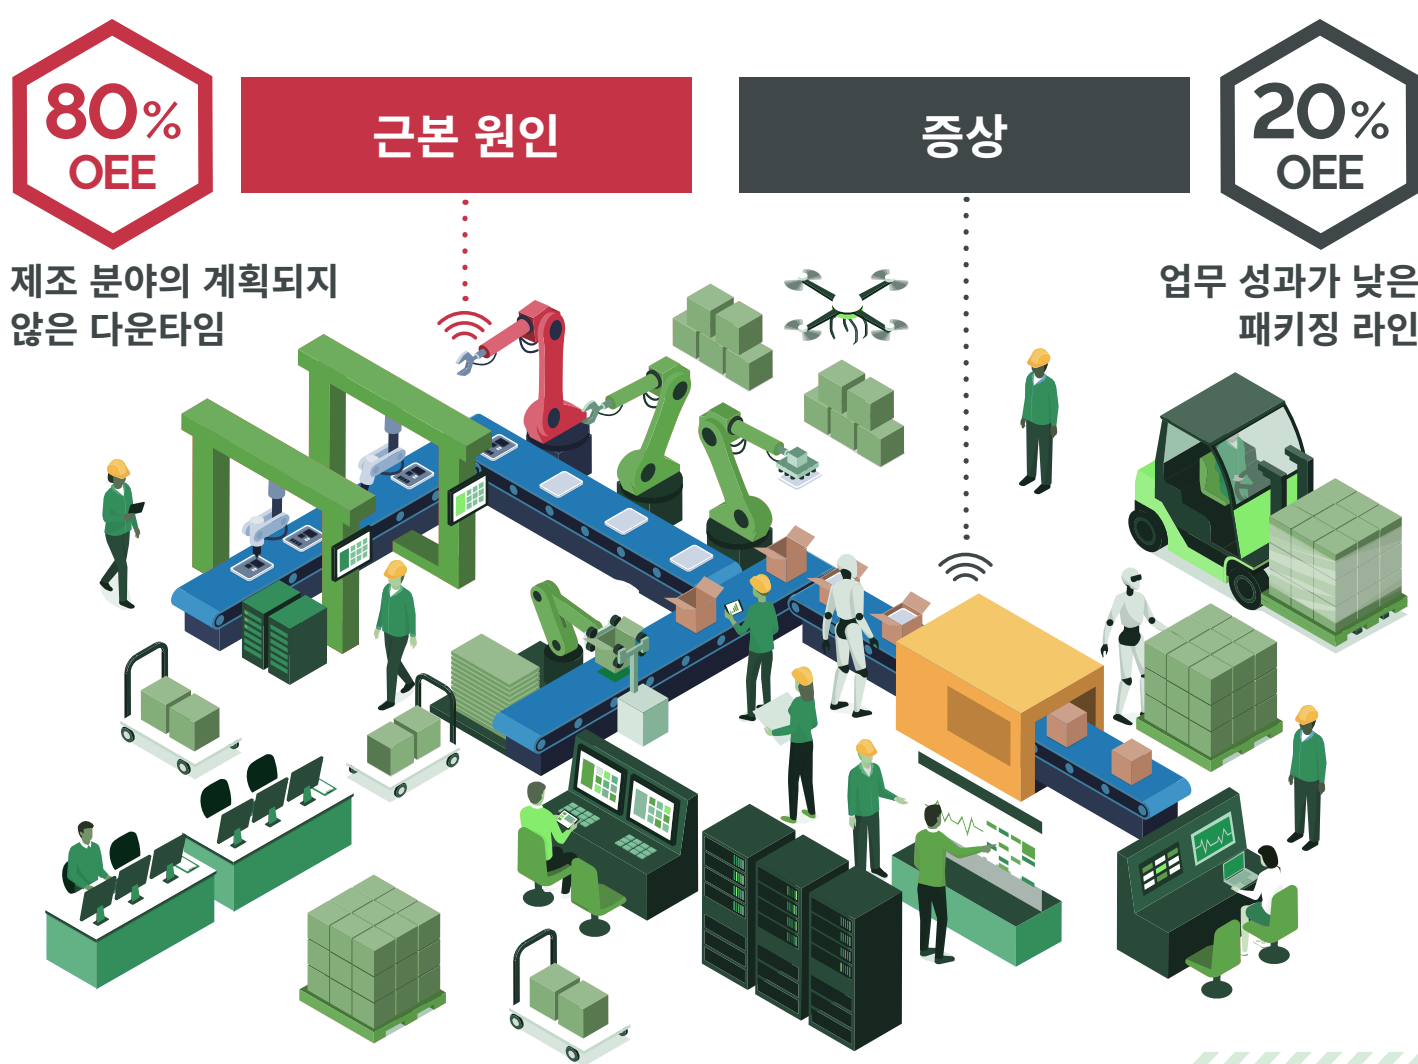 80%
OEE
근본 원인
제조 분야의 계획되지
않은 다운타임
증상
20%
OEE
업무 성과가 낮은
패키징 라인